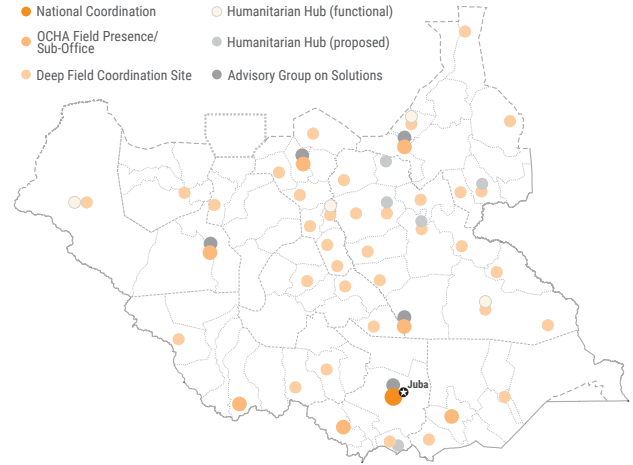 National Coordination
OCHA Field Presence/
Sub-Office
Deep Field Coordination Site
Humanitarian Hub (functional)
Humanitarian Hub (proposed)
Advisory Group on Solutions
Juba